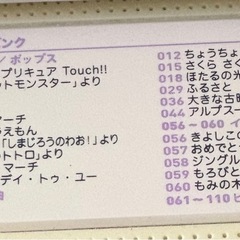 ンク
／ポップス
プリキュア Touch!!
ットモンスター」より
マーチ
えもん
「しまじろうのわお!」より
トトロ」より
マーチ
デイ・トゥ・ユー
012 ちょうちょ
015 さくら さく
018 ほたるの光
029 ふるさと
036 大きな古時
044 アルプス一
056～060 イ
056 きよしこの
057 おめでとう
058 ジングル
059 もろびと
060 もみの木
061～110 ピ